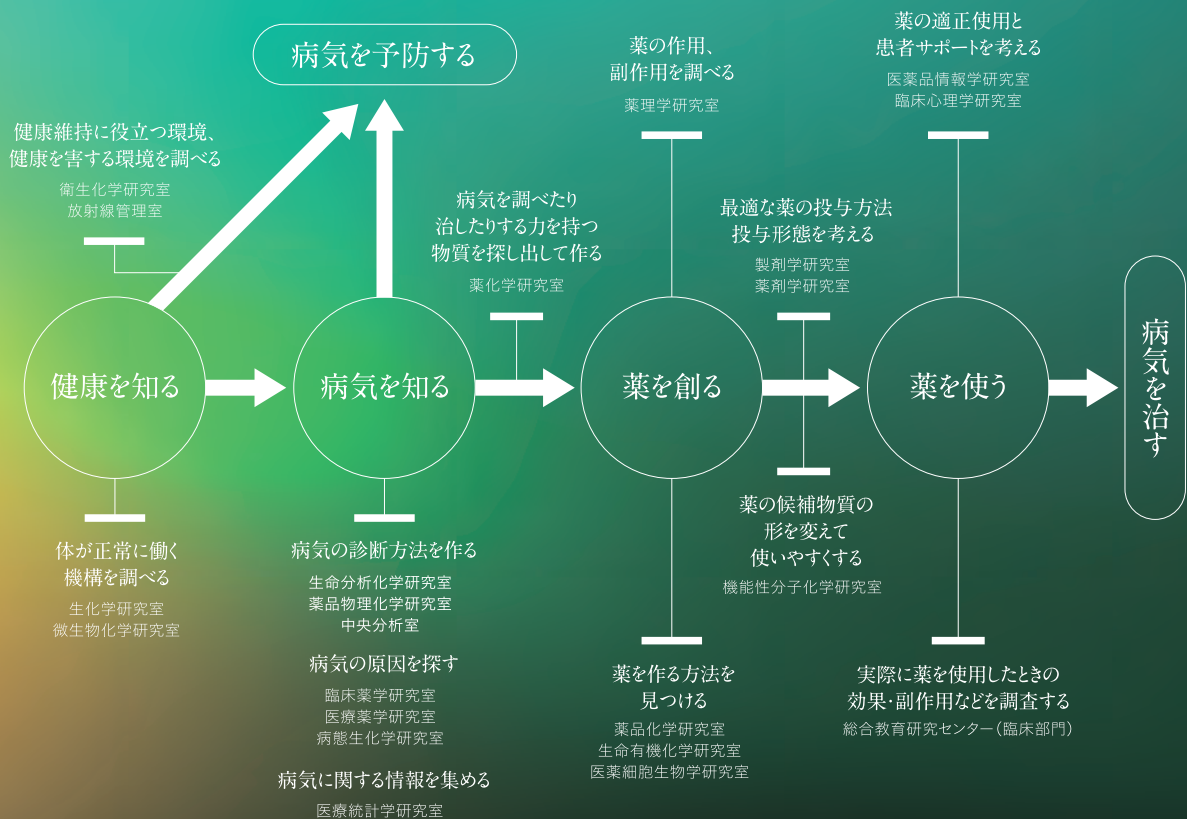 病気を予防する
薬の作用、
副作用を調べる
薬理学研究室
薬の適正使用と
患者サポートを考える
医薬品情報学研究室
臨床心理学研究室
健康維持に役立つ環境、
健康を害する環境を調べる
衛生化学研究室
放射線管理室
病気を調べたり
治したりする力を持つ
物質を探し出して作る
薬化学研究室
最適な薬の投与方法
投与形態を考える
製剤学研究室
薬剤学研究室
健康を知る
病気を知る
薬を創る
薬を使う
病気を治す
体が正常に働く
機構を調べる
生化学研究室
微生物化学研究室
病気の診断方法を作る
生命分析化学研究室
薬品物理化学研究室
中央分析室
病気の原因を探す
臨床薬学研究室
医療薬学研究室
病態生化学研究室
病気に関する情報を集める
医療統計学研究室
薬の候補物質の
形を変えて
使いやすくする
機能性分子化学研究室
薬を作る方法を
見つける
薬品化学研究室
生命有機化学研究室
医薬細胞生物学研究室
実際に薬を使用したときの
効果・副作用などを調査する
総合教育研究センター(臨床部門)